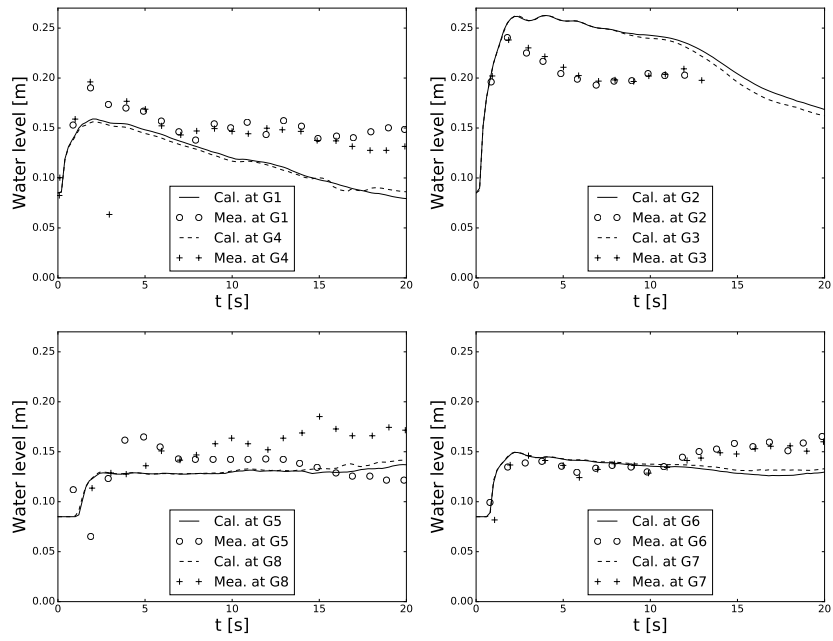 0.25
0.20
0.15
0.10
0.05
0.00
Water level [m]
0
5
10
15
20
t [s]
Cal. at G1
Mea. at G1
Cal. at G4
Mea. at G4
0.25
0.20
0.15
0.10
0.05
0.00
Water level [m]
0
5
10
15
20
t [s]
Cal. at G2
Mea. at G2
Cal. at G3
Mea. at G3
0.25
0.20
0.15
0.10
0.05
0.00
Water level [m]
0
5
10
15
20
t [s]
Cal. at G5
Mea. at G5
Cal. at G8
Mea. at G8
0.25
0.20
0.15
0.10
0.05
0.00
Water level [m]
0
5
10
15
20
t [s]
Cal. at G6
Mea. at G6
Cal. at G7
Mea. at G7